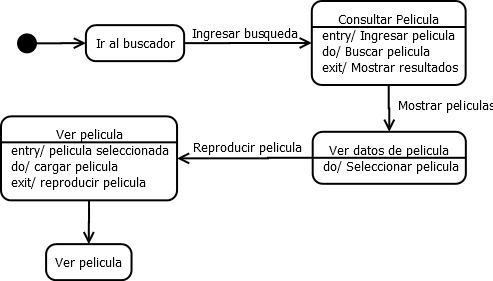 Ir al buscador
Ingresar busqueda
Consultar Pelicula
entry/ Ingresar pelicula
do/ Buscar pelicula
exit/ Mostrar resultados
Mostrar peliculas
Ver datos de pelicula
do/ Seleccionar pelicula
Reproducir pelicula
Ver pelicula
entry/ pelicula seleccionada
do/ cargar pelicula
exit/ reproducir pelicula
Ver pelicula